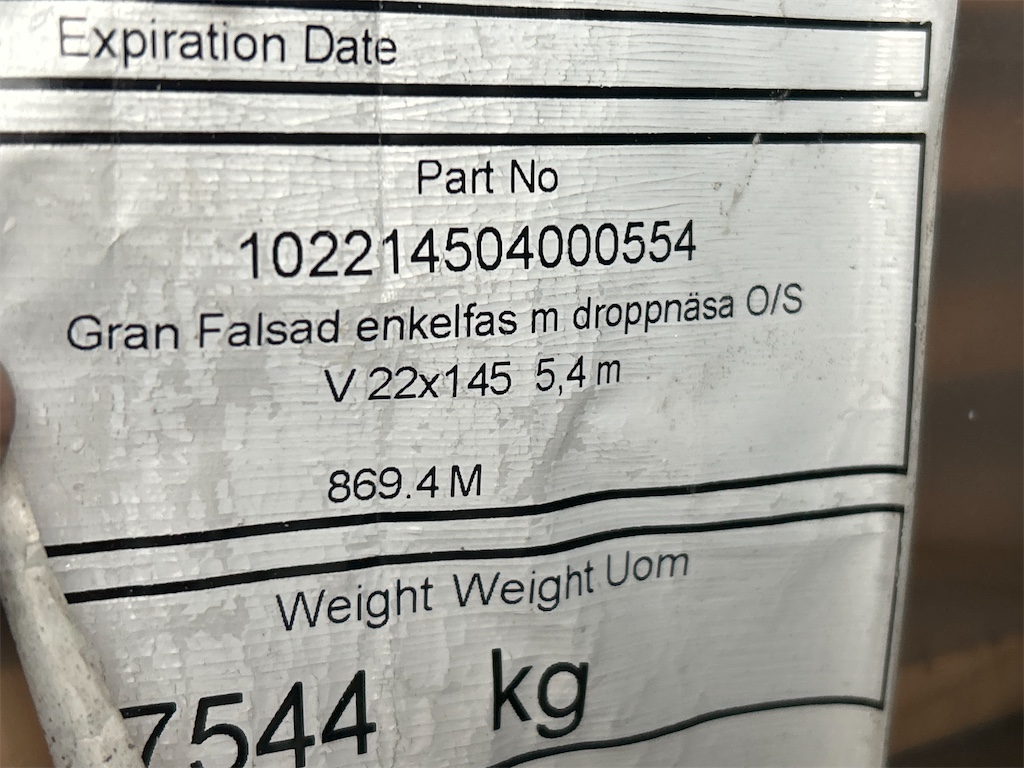 Expiration Date
Part No
102214504000554
Gran Falsad enkelfas m droppnäsa O/S
V 22x145 5,4 m
869.4 M
Weight Weight Uom
7544 kg